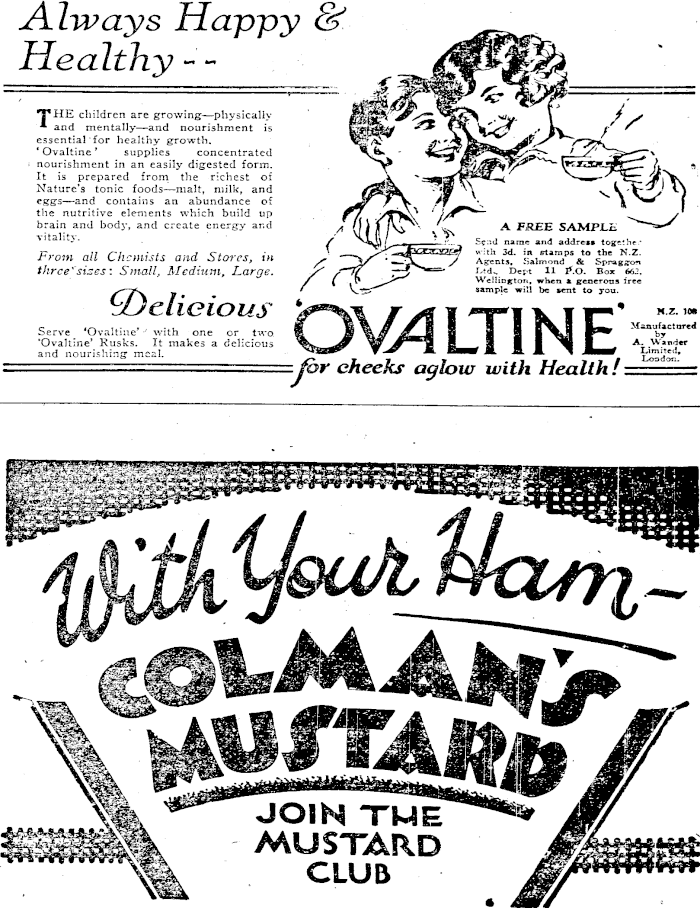 Always Happy &
Healthy--
THE children are growing—physically
and mentally—and nourishment is
essential for healthy growth.
'Ovaltine' supplies concentrated
nourishment in an easily digested form.
It is prepared from the richest of
Nature's tonic foods—malt, milk, and
eggs—and contains an abundance of
the nutritive elements which build up
brain and body, and create energy and
vitality.
From all Chemists and Stores, in
three sizes: Small, Medium, Large.
Delicious
Serve 'Ovaltine' with one or two
'Ovaltine' Rusks. It makes a delicious
and nourishing meal.
A FREE SAMPLE
Send name and address together
with 3d. in stamps to the N.Z.
Agents, Salmond & Spraggon
Ltd., Dept 11 P.O. Box 662,
Wellington, when a generous free
sample will be sent to you.
'OVALTINE'
for cheeks aglow with Health!
N.Z. 108
Manufactured
by
A. Wander
Limited,
London.
With Your Ham-
COLMAN'S
MUSTARD
JOIN THE
MUSTARD
CLUB